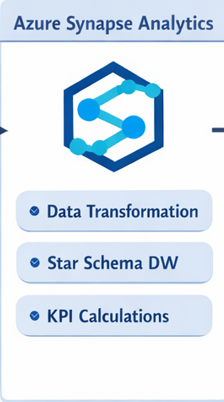 Azure Synapse Analytics
Data Transformation
Star Schema DW
KPI Calculations